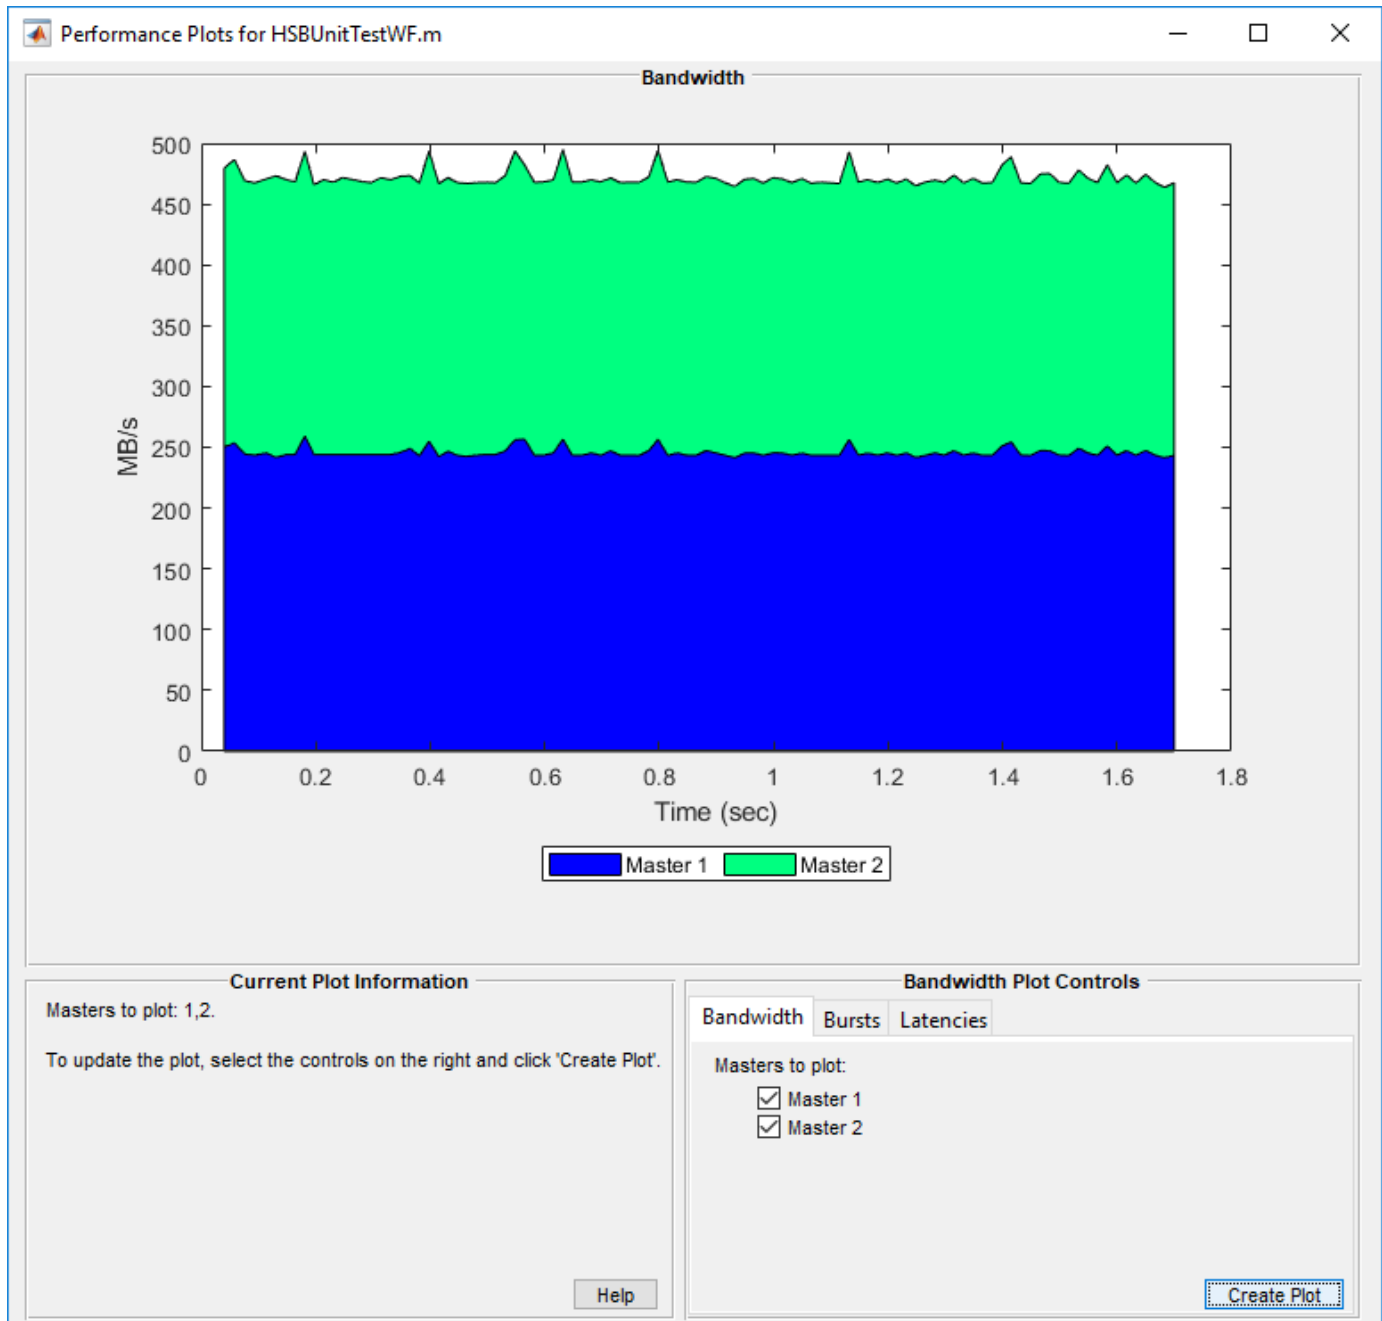 Performance Plots for HSBUnitTestWF.m
Bandwidth
500
450
400
350
300
250
200
150
100
50
0
MB/s
0 0.2 0.4 0.6 0.8 1 1.2 1.4 1.6 1.8
Time (sec)
Master 1 Master 2
Current Plot Information
Masters to plot: 1,2.
To update the plot, select the controls on the right and click 'Create Plot'.
Help
Bandwidth Plot Controls
Bandwidth Bursts Latencies
Masters to plot:
Master 1
Master 2
Create Plot